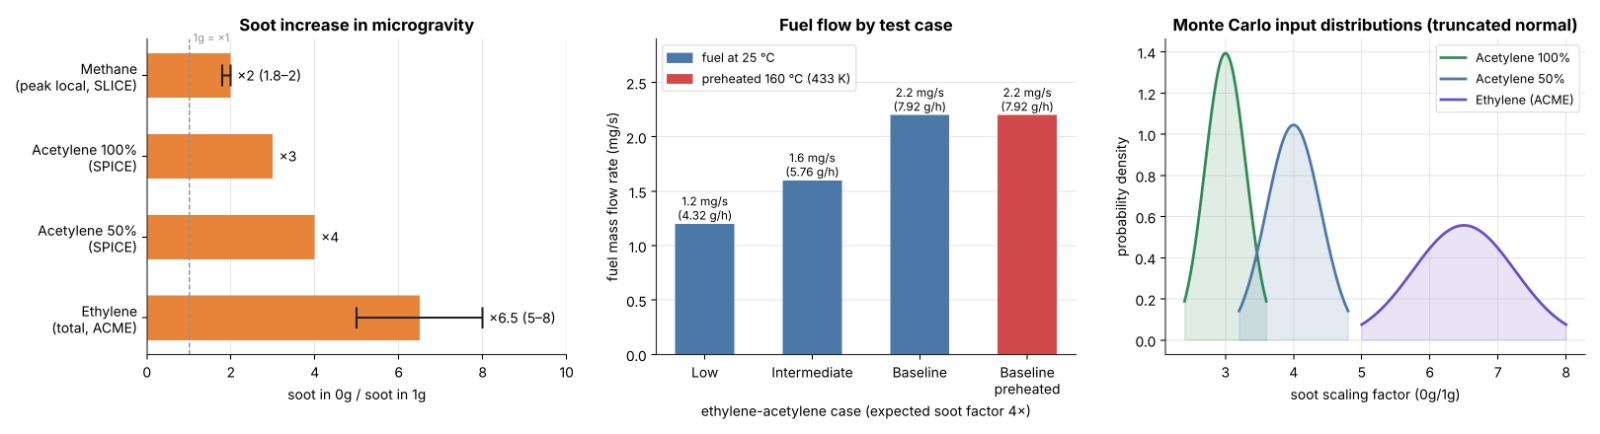 Soot increase in microgravity
1g = ×1
Methane
(peak local, SLICE)
×2 (1.8–2)
Acetylene 100%
(SPICE)
×3
Acetylene 50%
(SPICE)
×4
Ethylene
(total, ACME)
×6.5 (5–8)
0 2 4 6 8 10
soot in 0g / soot in 1g
Fuel flow by test case
fuel at 25 °C
preheated 160 °C (433 K)
fuel mass flow rate (mg/s)
2.5
2.0
1.5
1.0
0.5
0.0
1.2 mg/s
(4.32 g/h)
1.6 mg/s
(5.76 g/h)
2.2 mg/s
(7.92 g/h)
2.2 mg/s
(7.92 g/h)
Low
Intermediate
Baseline
Baseline
preheated
ethylene-acetylene case (expected soot factor 4×)
Monte Carlo input distributions (truncated normal)
Acetylene 100%
Acetylene 50%
Ethylene (ACME)
probability density
1.4
1.2
1.0
0.8
0.6
0.4
0.2
0.0
3 4 5 6 7 8
soot scaling factor (0g/1g)